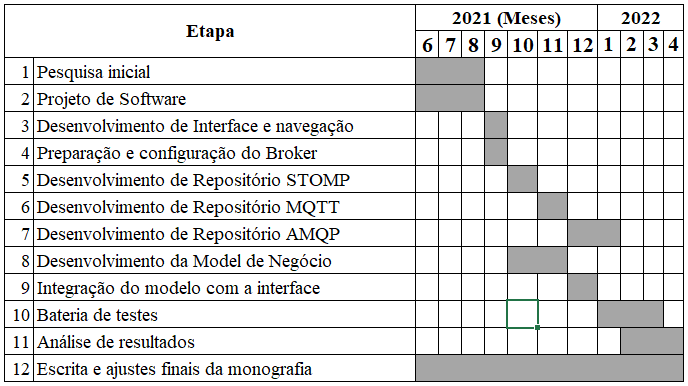 Etapa
2021 (Meses) 2022
6 7 8 9 10 11 12 1 2 3 4
1 Pesquisa inicial
2 Projeto de Software
3 Desenvolvimento de Interface e navegação
4 Preparação e configuração do Broker
5 Desenvolvimento de Repositório STOMP
6 Desenvolvimento de Repositório MQTT
7 Desenvolvimento de Repositório AMQP
8 Desenvolvimento da Model de Negócio
9 Integração do modelo com a interface
10 Bateria de testes
11 Análise de resultados
12 Escrita e ajustes finais da monografia